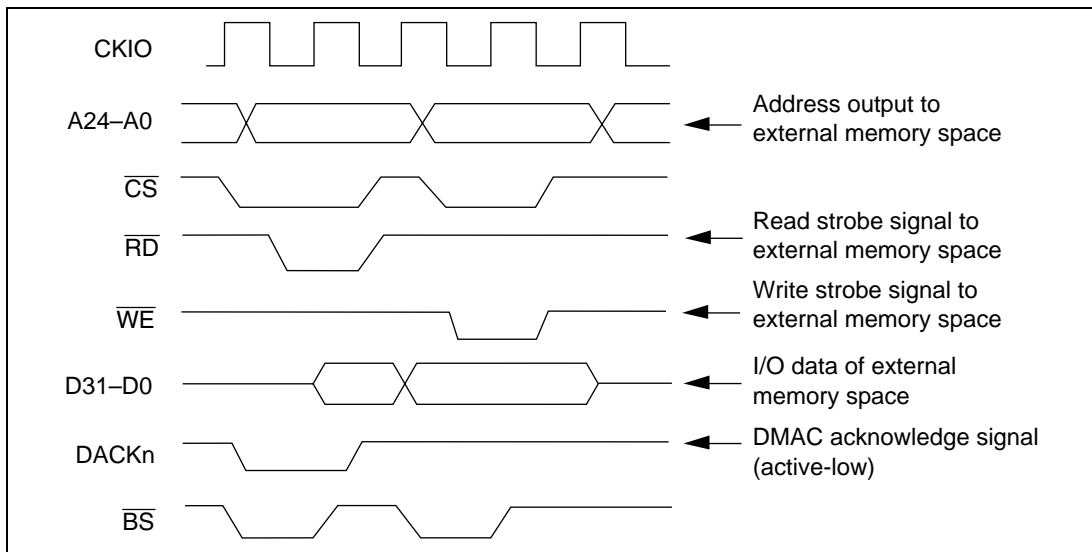 CKIO
A24–A0
Address output to
external memory space
CS
RD
Read strobe signal to
external memory space
WE
Write strobe signal to
external memory space
D31–D0
I/O data of external
memory space
DACKn
DMAC acknowledge signal
(active-low)
BS